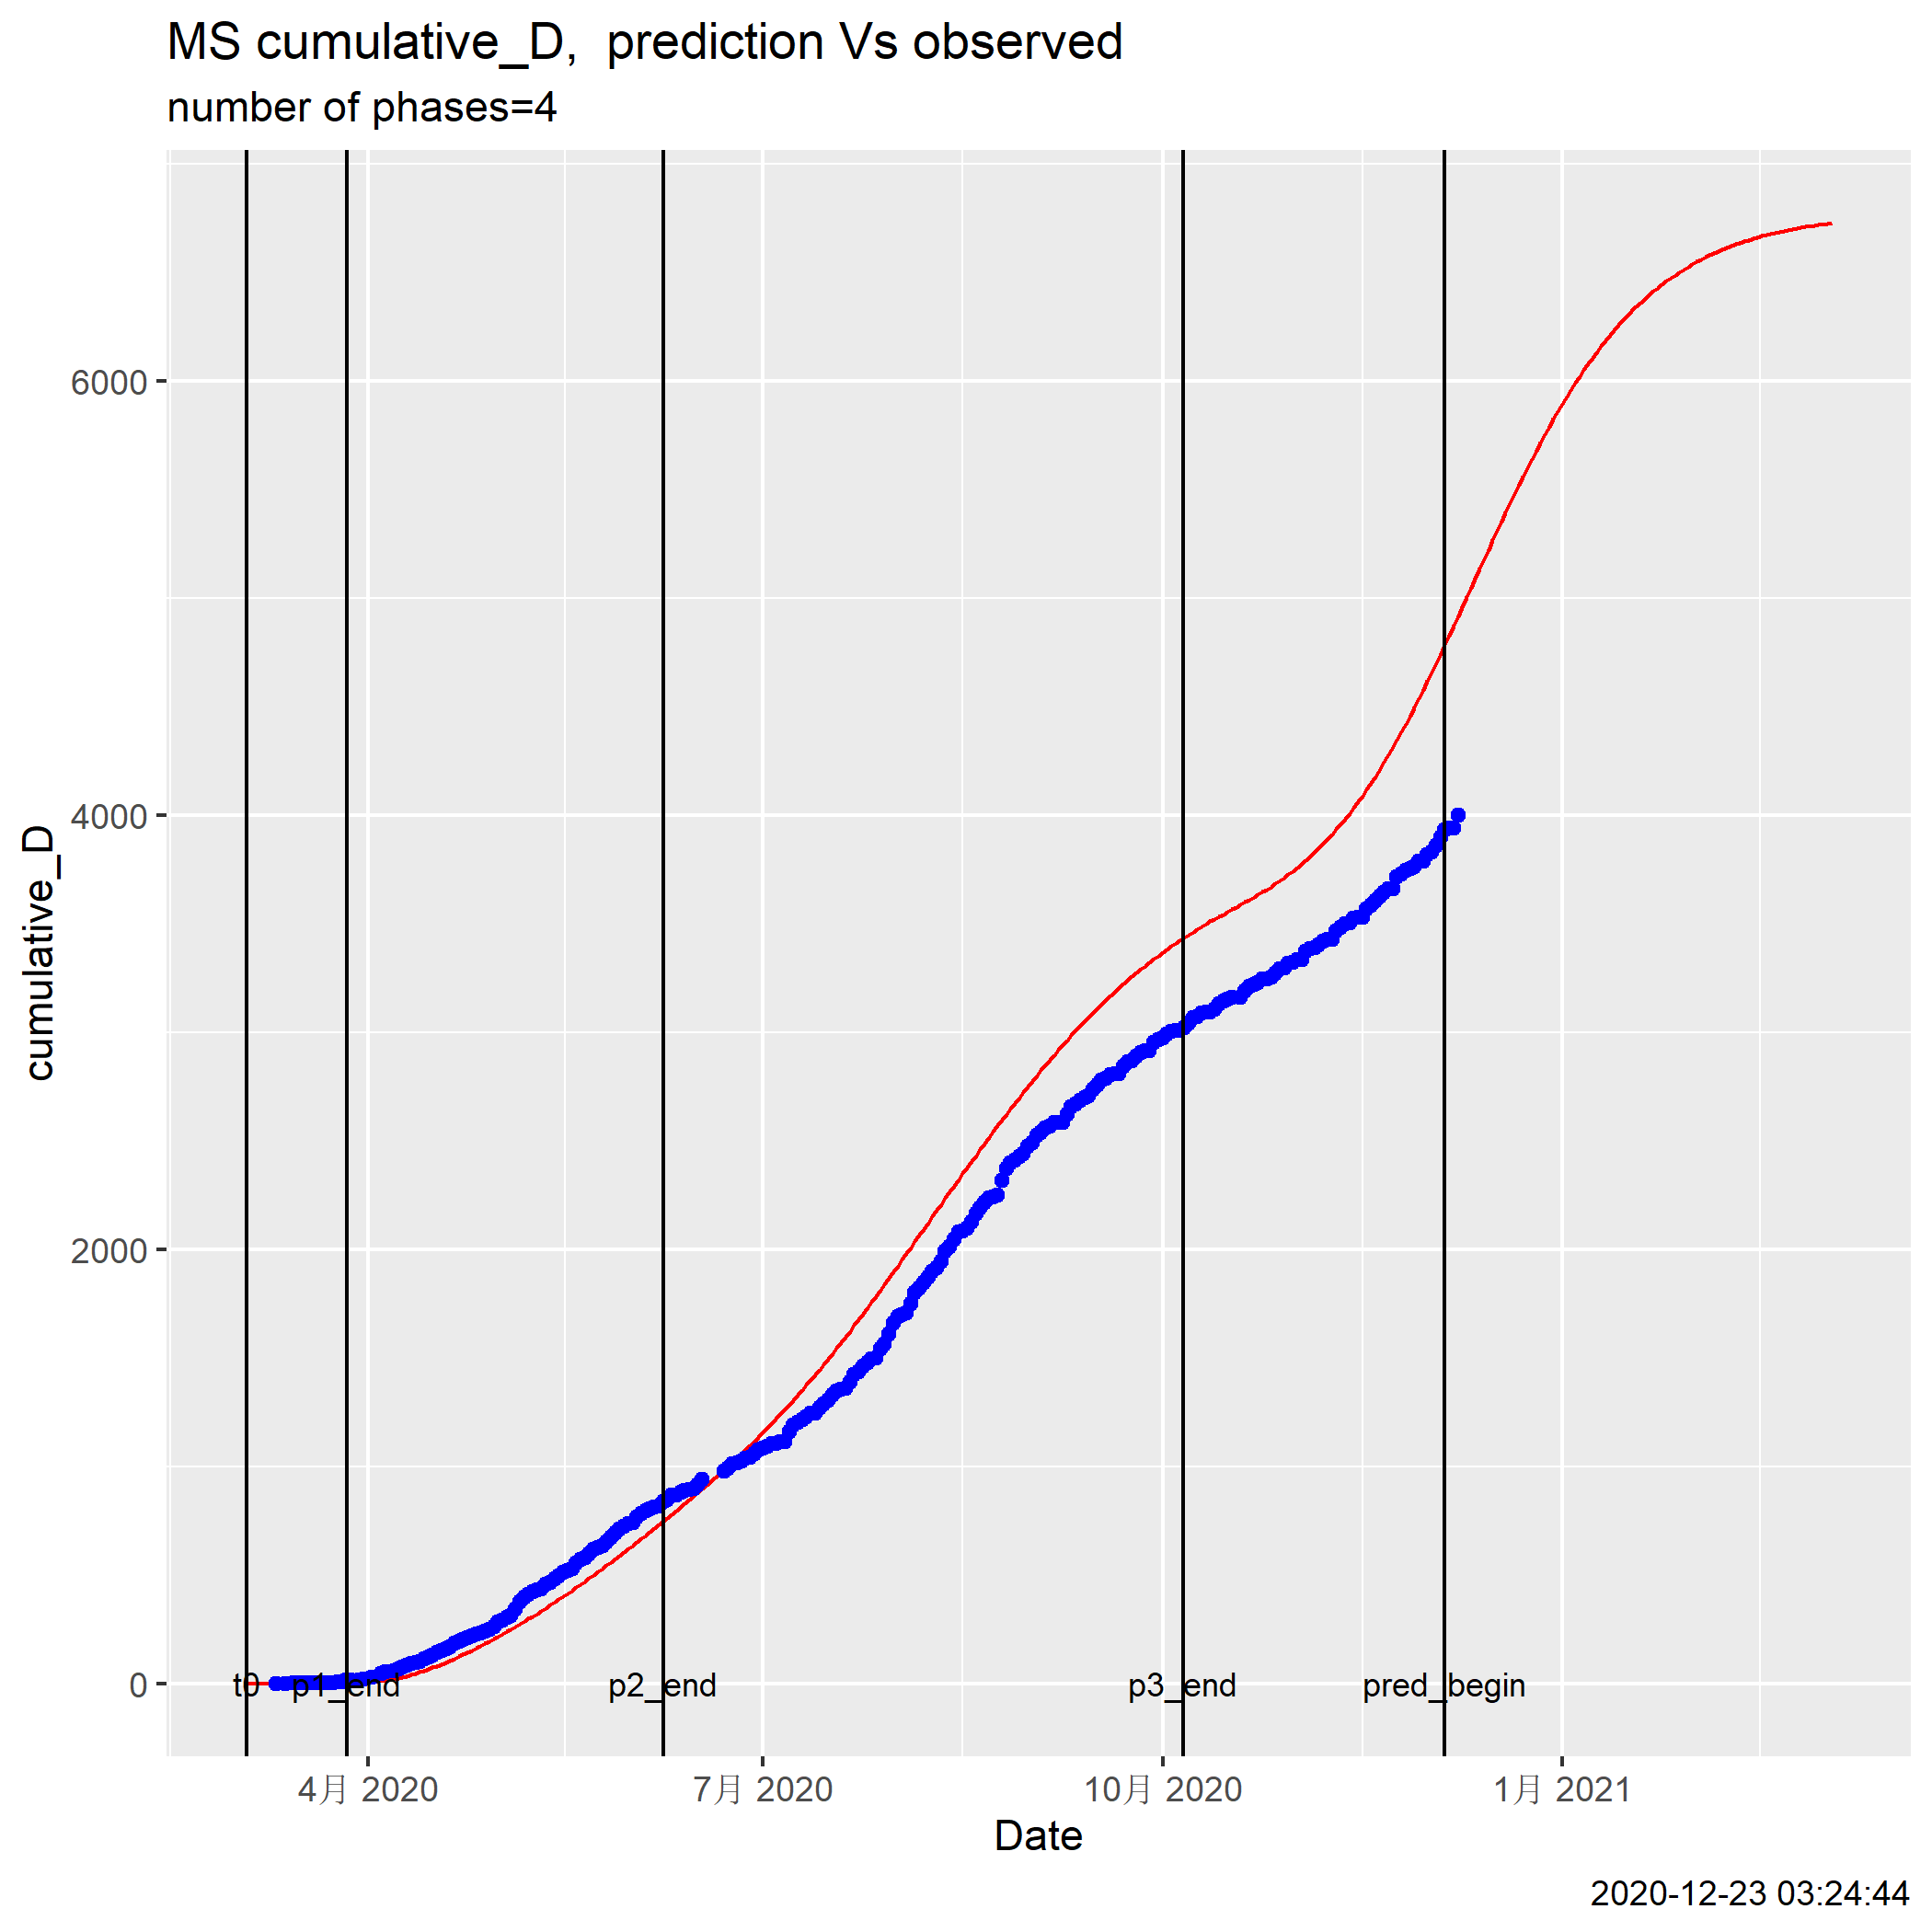 MS cumulative_D,  prediction Vs observed
number of phases=4
6000
4000
2000
0
cumulative_D
t0
p1_end
p2_end
p3_end
pred_begin
4月 2020
7月 2020
10月 2020
1月 2021
Date
2020-12-23 03:24:44